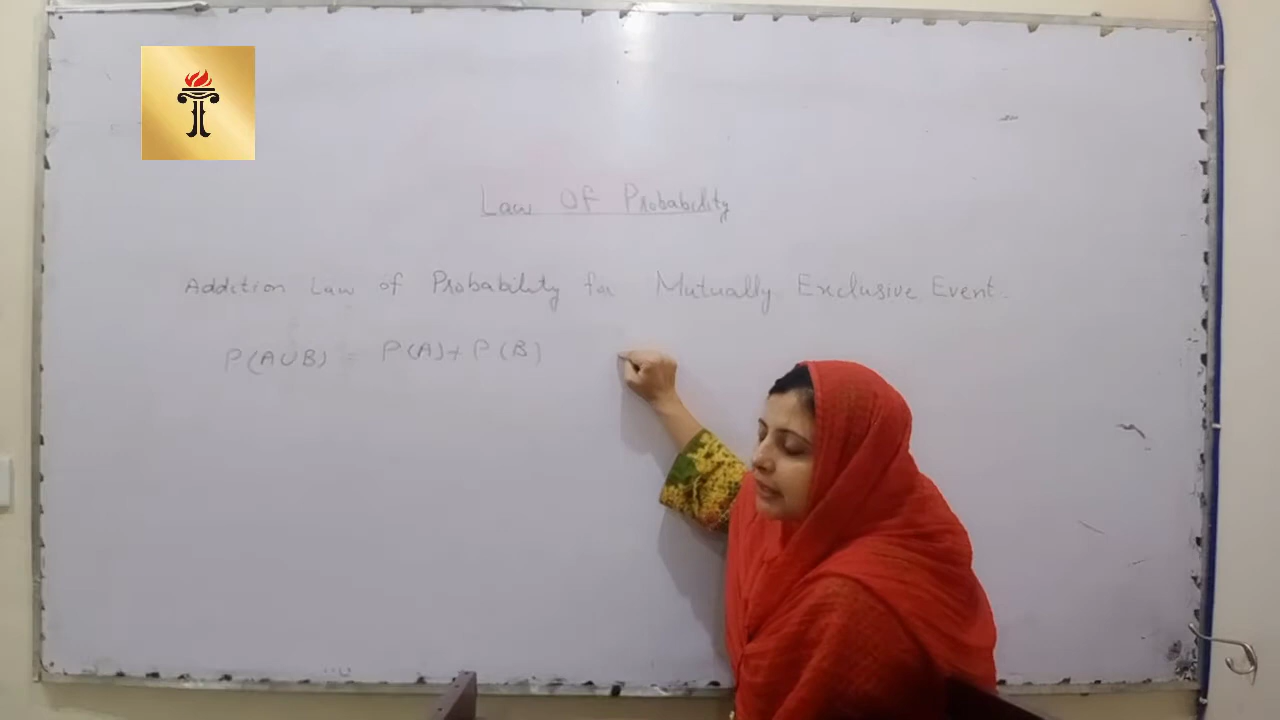 Law Of Probability
Addition Law of Probability for Mutually Exclusive Event.
P(A∪B) = P(A)+ P(B)